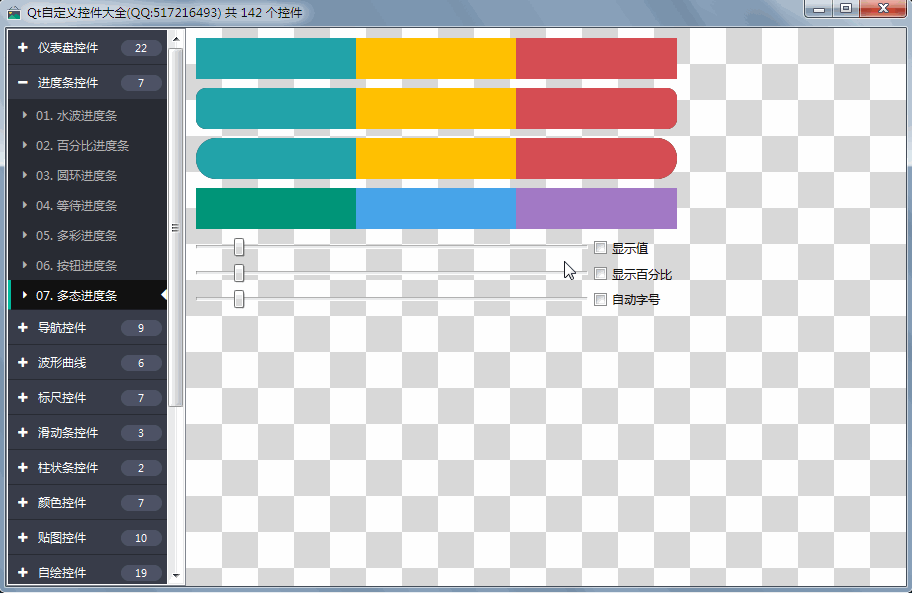 Qt自定义控件大全(QQ:517216493) 共 142 个控件
仪表盘控件 22
进度条控件 7
01. 水波进度条
02. 百分比进度条
03. 圆环进度条
04. 等待进度条
05. 多彩进度条
06. 按钮进度条
07. 多态进度条
导航控件 9
波形曲线 6
标尺控件 7
滑动条控件 3
柱状条控件 2
颜色控件 7
贴图控件 10
自绘控件 19
显示值
显示百分比
自动字号